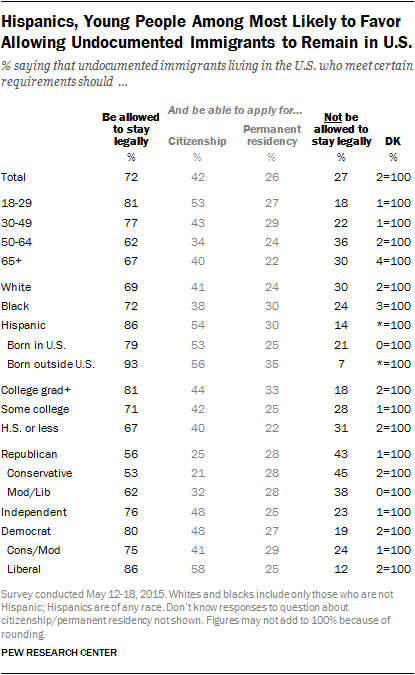 Hispanics, Young People Among Most Likely to Favor
Allowing Undocumented Immigrants to Remain in U.S.
% saying that undocumented immigrants living in the U.S. who meet certain
requirements should ...
Be allowed to stay legally And be able to apply for... Not be allowed to stay legally DK
Citizenship Permanent residency
% % % % %
Total 72 42 26 27 2=100
18-29 81 53 27 18 1=100
30-49 77 43 29 22 1=100
50-64 62 34 24 36 2=100
65+ 67 40 22 30 4=100
White 69 41 24 30 2=100
Black 72 38 30 24 3=100
Hispanic 86 54 30 14 *=100
Born in U.S. 79 53 25 21 0=100
Born outside U.S. 93 56 35 7 *=100
College grad+ 81 44 33 18 2=100
Some college 71 42 25 28 1=100
H.S. or less 67 40 22 31 2=100
Republican 56 25 28 43 1=100
Conservative 53 21 28 45 2=100
Mod/Lib 62 32 28 38 0=100
Independent 76 48 25 23 1=100
Democrat 80 48 27 19 2=100
Cons/Mod 75 41 29 24 1=100
Liberal 86 58 25 12 2=100
Survey conducted May 12-18, 2015. Whites and blacks include only those who are not
Hispanic; Hispanics are of any race. Don't know responses to question about
citizenship/permanent residency not shown. Figures may not add to 100% because of
rounding.
PEW RESEARCH CENTER